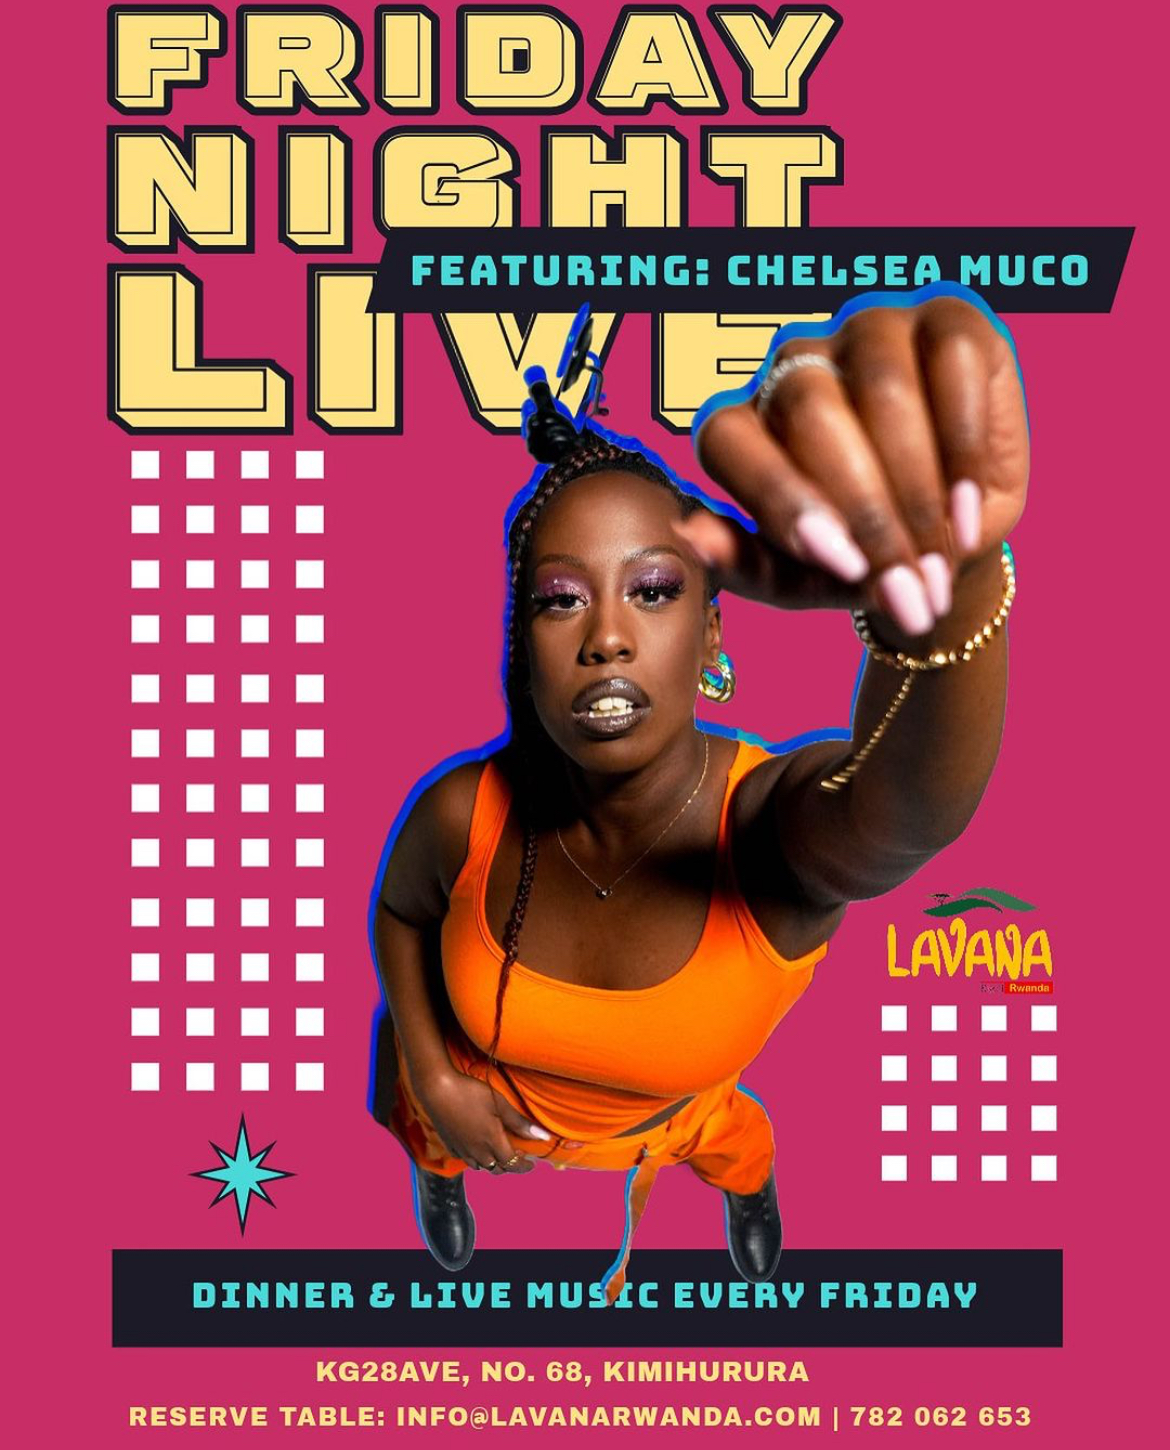 FRIDAY
NIGHT
LIVE
FEATURING: CHELSEA MUCO
LAVANA
Rwanda
DINNER & LIVE MUSIC EVERY FRIDAY
KG28AVE, NO. 68, KIMIHURURA
RESERVE TABLE: INFO@LAVANARWANDA.COM | 782 062 653